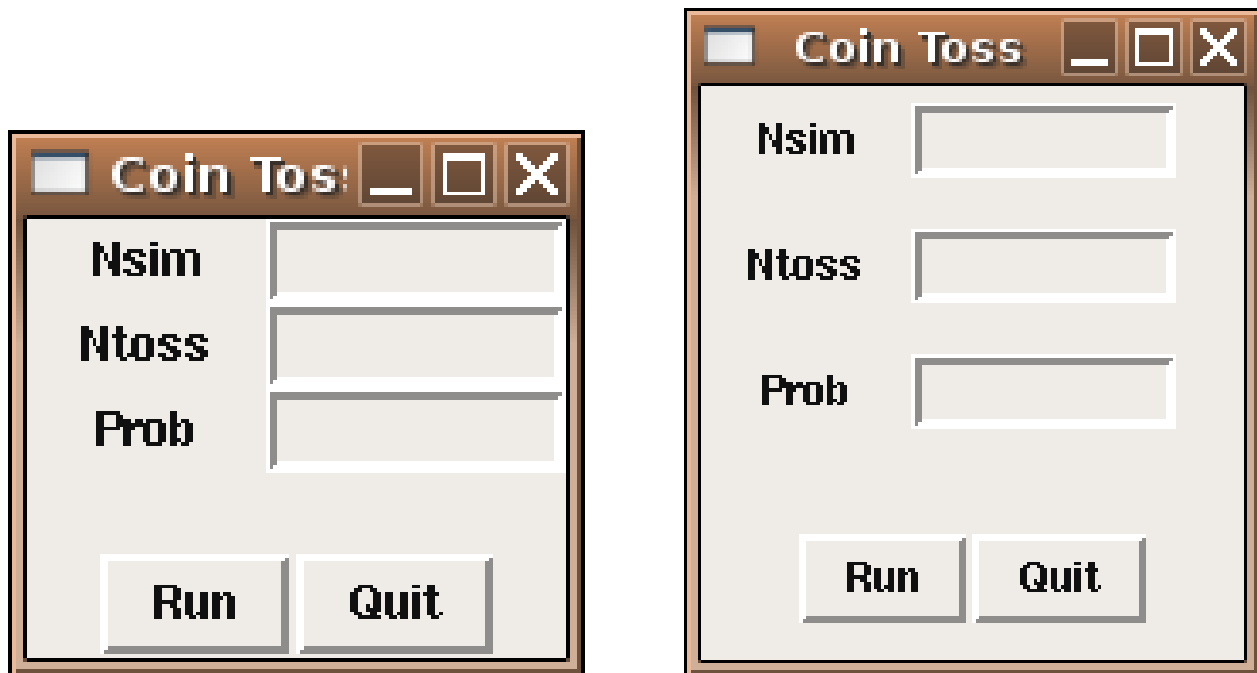 Coin Tos
Nsim
Ntoss
Prob
Run Quit
Coin Toss
Nsim
Ntoss
Prob
Run Quit